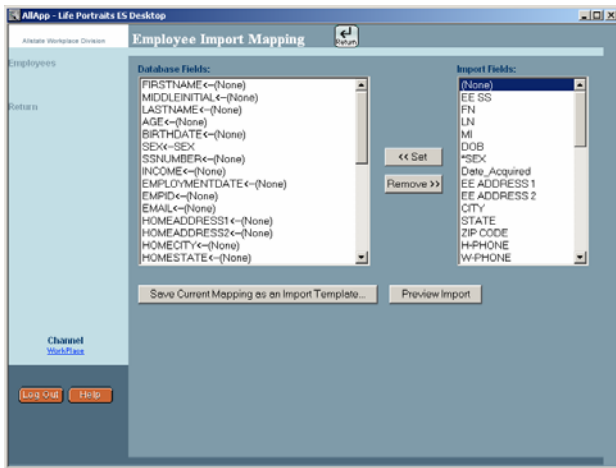 AllApp - Life Portraits ES Desktop
Allstate Workplace Division
Employee Import Mapping
Return
Employees
Return
Database Fields:
FIRSTNAME<--(None)
MIDDLEINITIAL<--(None)
LASTNAME<--(None)
AGE<--(None)
BIRTHDATE<--(None)
SEX<--SEX
SSNUMBER<--(None)
INCOME<--(None)
EMPLOYMENTDATE<--(None)
EMPID<--(None)
EMAIL<--(None)
HOMEADDRESS1<--(None)
HOMEADDRESS2<--(None)
HOMECITY<--(None)
HOMESTATE<--(None)
<< Set
Remove >>
Import Fields:
(None)
EE SS
FN
LN
MI
DOB
*SEX
Date_Acquired
EE ADDRESS 1
EE ADDRESS 2
CITY
STATE
ZIP CODE
H-PHONE
W-PHONE
Save Current Mapping as an Import Template...
Preview Import
Channel
WorkPlace
Log Out
Help